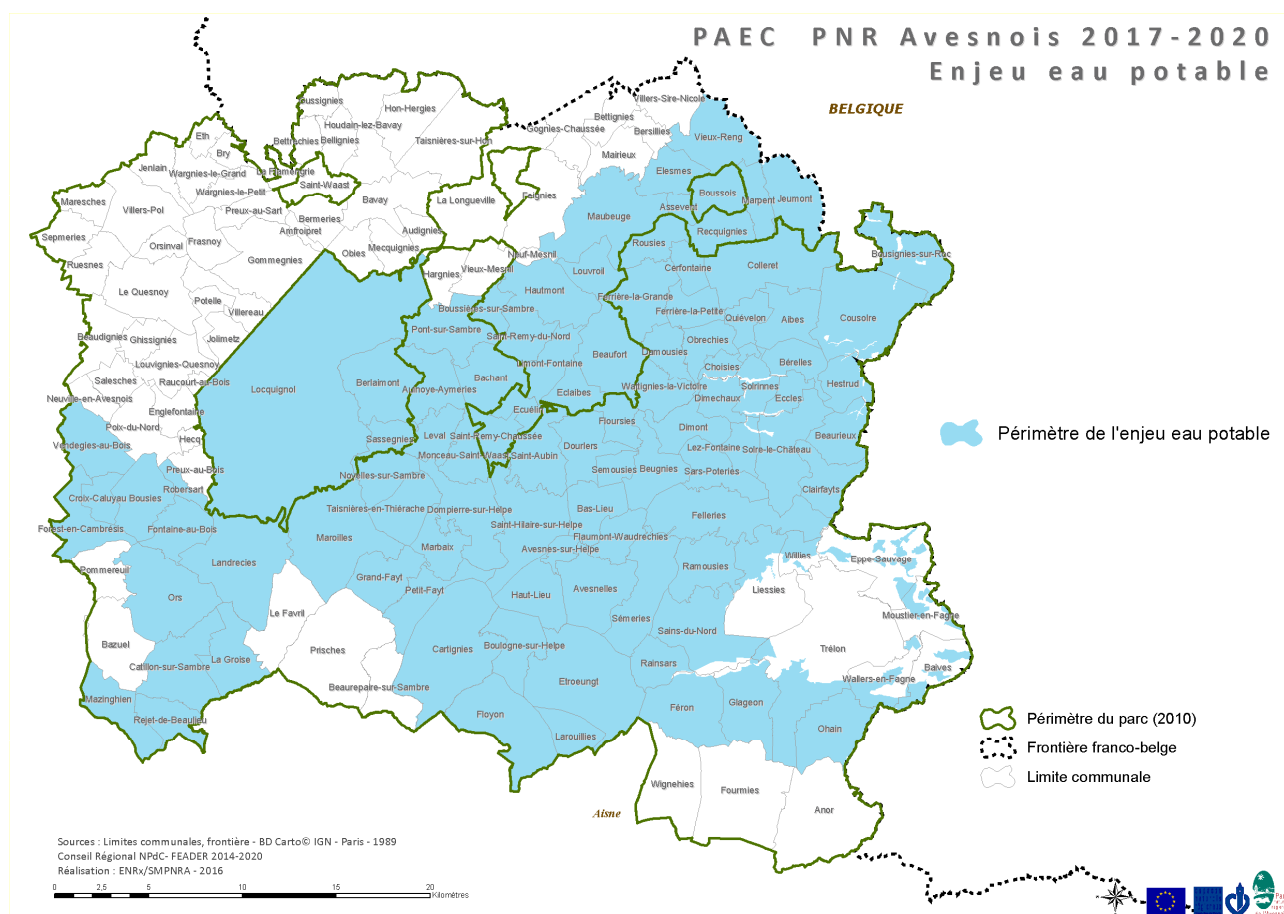 PAEC PNR Avesnois 2017-2020
Enjeu eau potable
BELGIQUE
Villers-Sire-Nicole
Gussignies
Hon-Hergies
Bettignies
Houdain-lez-Bavay
Gognies-Chaussée
Bersillies
Eth
Bettrechies
Bellignies
Taisnières-sur-Hon
Vieux-Reng
Bry
Mairieux
Jenlain
Wargnies-le-Grand
La Flamengrie
Elesmes
Saint-Waast
Wargnies-le-Petit
Boussois
Maresches
Bavay
La Longueville
Feignies
Marpent
Jeumont
Villers-Pol
Preux-au-Sart
Assevent
Bermeries
Maubeuge
Amfroipret
Audignies
Recquignies
Sepmeries
Orsinval
Frasnoy
Mecquignies
Rousies
Obies
Neuf-Mesnil
Bousignies-sur-Roc
Gommegnies
Ruesnes
Hargnies
Vieux-Mesnil
Louvroil
Cerfontaine
Colleret
Le Quesnoy
Hautmont
Ferrière-la-Grande
Potelle
Villereau
Boussières-sur-Sambre
Ferrière-la-Petite
Quiévelon
Aibes
Cousolre
Beaudignies
Ghissignies
Jolimetz
Pont-sur-Sambre
Saint-Remy-du-Nord
Obrechies
Beaufort
Damousies
Louvignies-Quesnoy
Limont-Fontaine
Choisies
Bérelles
Salesches
Raucourt-au-Bois
Locquignol
Berlaimont
Bachant
Aulnoye-Aymeries
Wattignies-la-Victoire
Solrinnes
Hestrud
Neuville-en-Avesnois
Eclaibes
Dimechaux
Eccles
Englefontaine
Ecuélin
Floursies
Poix-du-Nord
Dimont
Hecq
Sassegnies
Leval
Saint-Remy-Chaussée
Beaurieux
Vendegies-au-Bois
Dourlers
Lez-Fontaine
Solre-le-Château
Monceau-Saint-Waast
Saint-Aubin
Preux-au-Bois
Noyelles-sur-Sambre
Semousies
Beugnies
Sars-Poteries
Robersart
Clairfayts
Croix-Caluyau
Bousies
Taisnières-en-Thiérache
Dompierre-sur-Helpe
Bas-Lieu
Felleries
Forest-en-Cambrésis
Fontaine-au-Bois
Saint-Hilaire-sur-Helpe
Maroilles
Flaumont-Waudrechies
Marbaix
Avesnes-sur-Helpe
Willies
Eppe-Sauvage
Landrecies
Ramousies
Pommereuil
Grand-Fayt
Petit-Fayt
Avesnelles
Liessies
Ors
Haut-Lieu
Le Favril
Moustier-en-Fagne
Sémeries
Sains-du-Nord
Bazuel
Prisches
Cartignies
Boulogne-sur-Helpe
Trélon
La Groise
Rainsars
Catillon-sur-Sambre
Baives
Etroeungt
Wallers-en-Fagne
Beaurepaire-sur-Sambre
Mazinghien
Glageon
Féron
Floyon
Rejet-de-Beaulieu
Ohain
Larouillies
Wignehies
Fourmies
Anor
Aisne
Périmètre de l'enjeu eau potable
Périmètre du parc (2010)
Frontière franco-belge
Limite communale
Sources : Limites communales, frontière - BD Carto© IGN - Paris - 1989
Conseil Régional NPdC- FEADER 2014-2020
Réalisation : ENRx/SMPNRA - 2016
0 2,5 5 10 15 20
Kilomètres